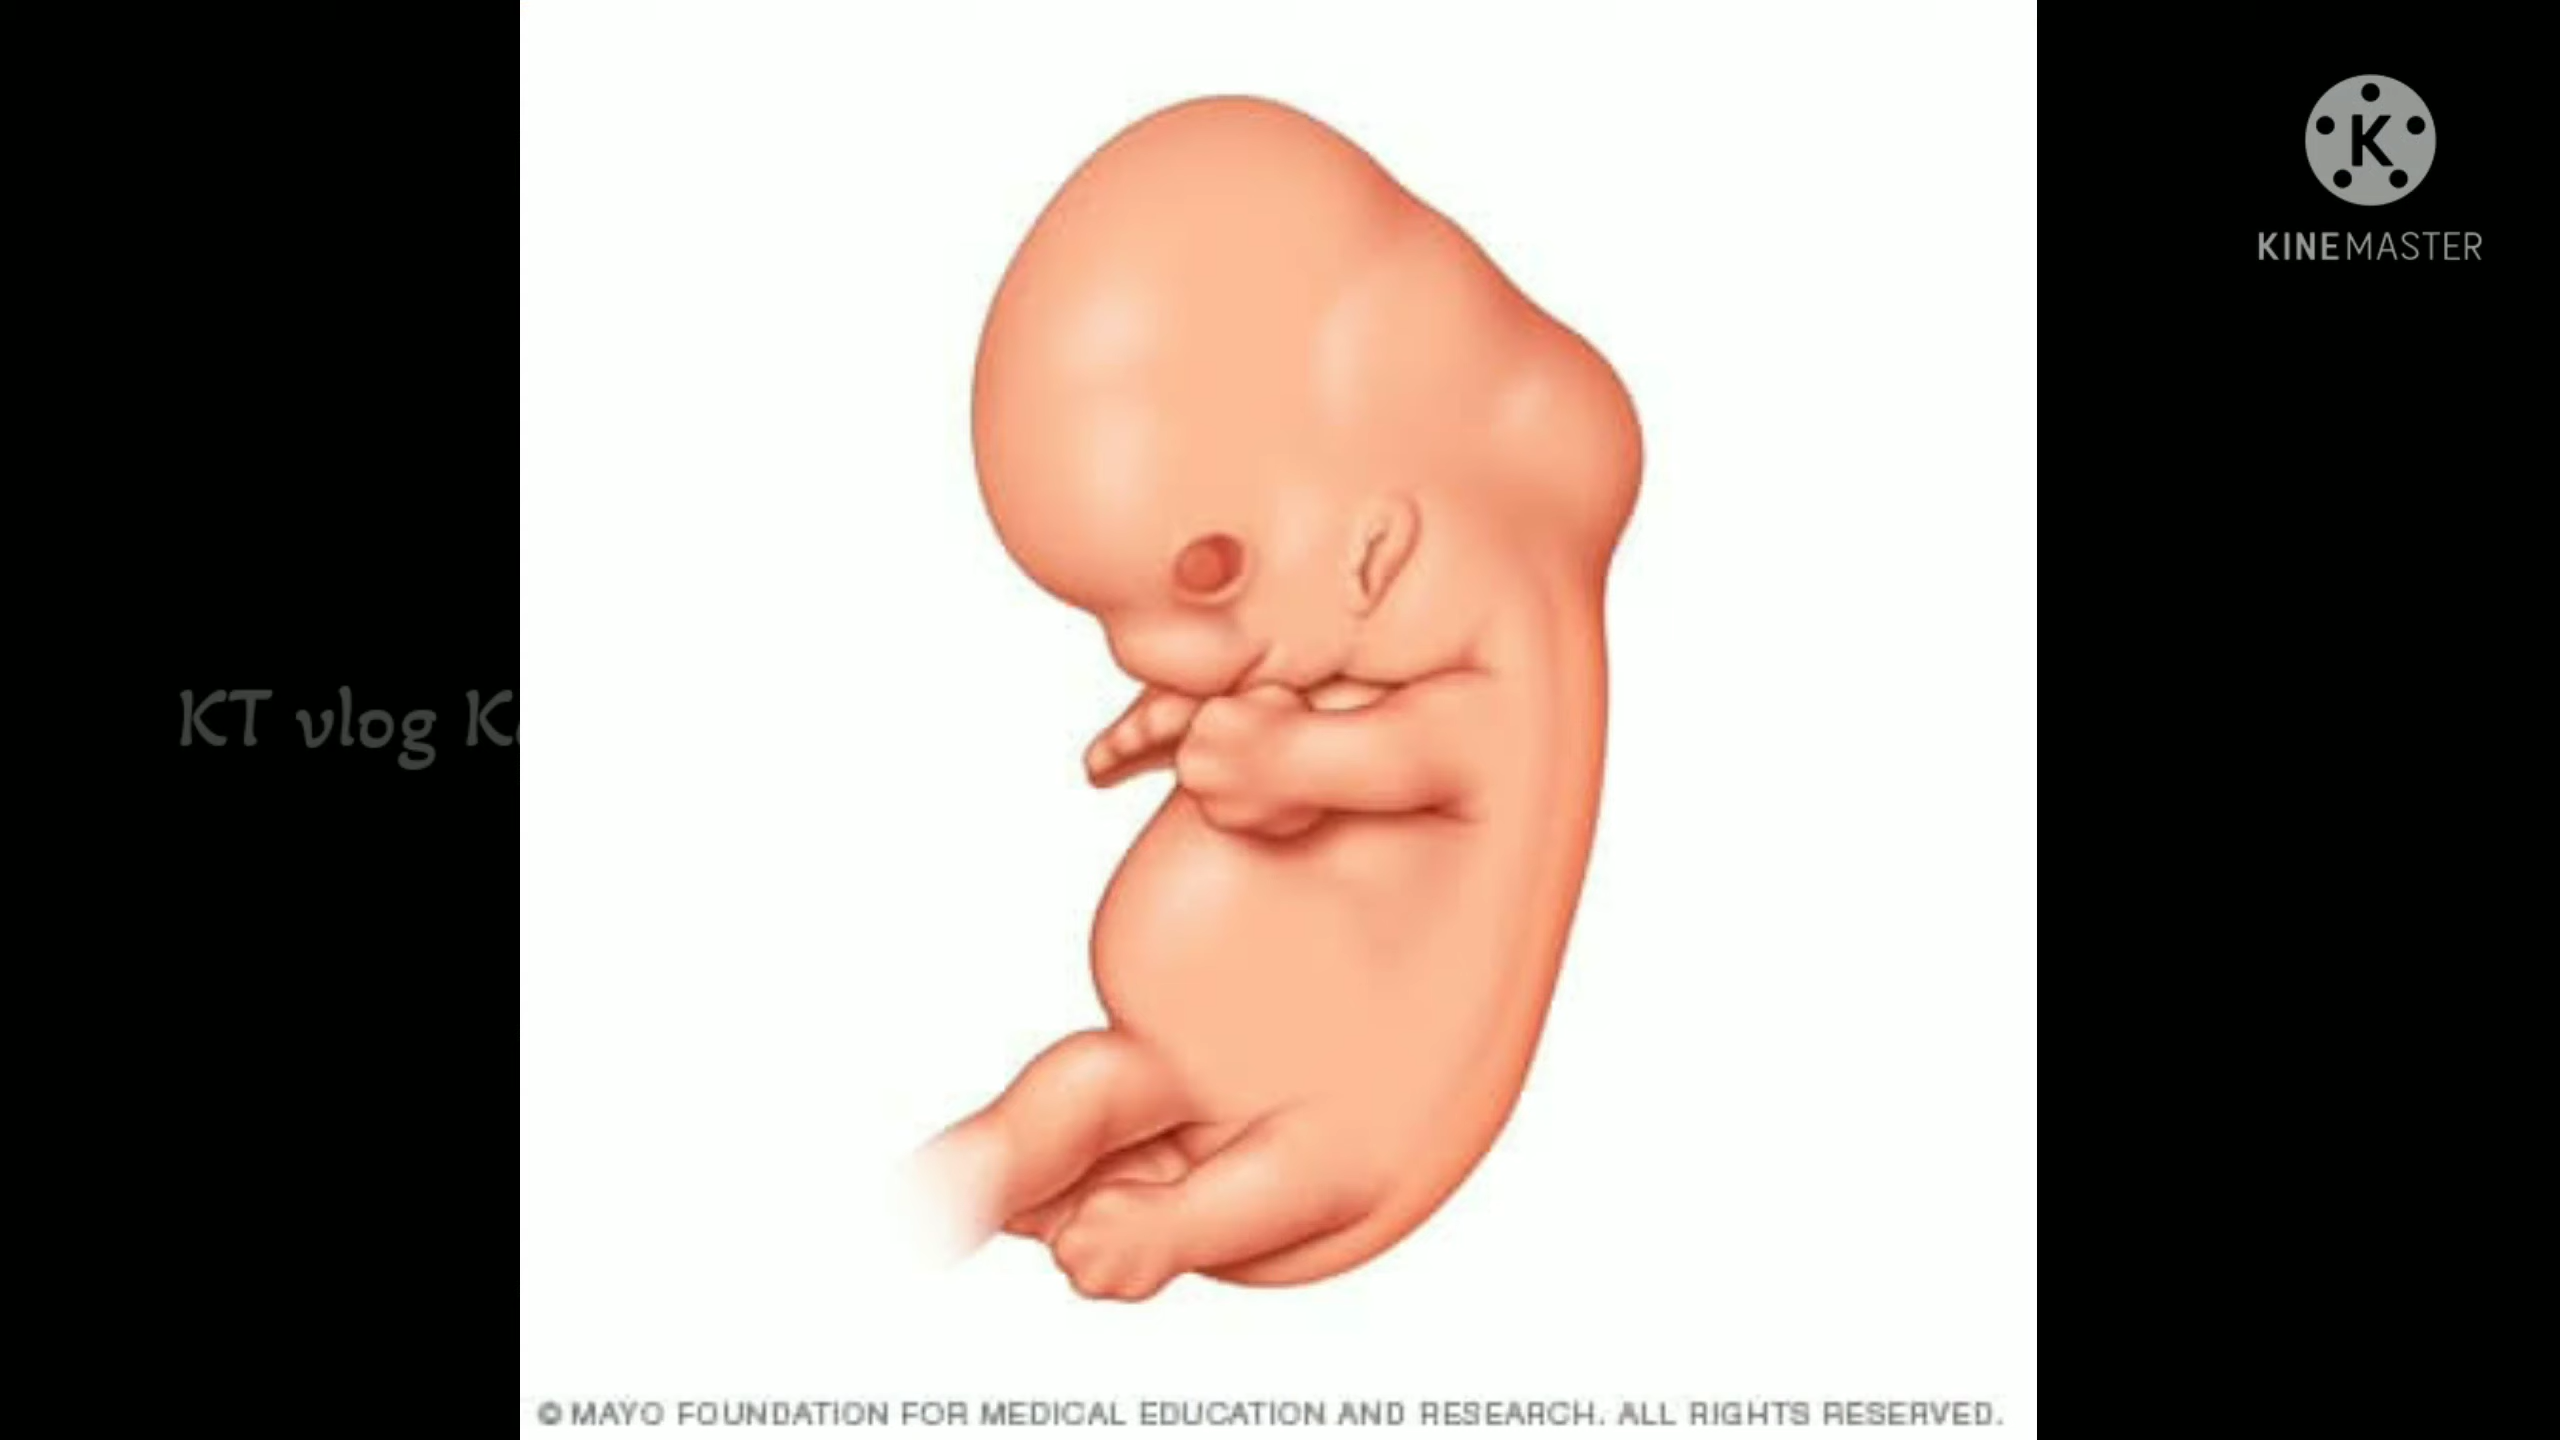 K
KINEMASTER
KT vlog
© MAYO FOUNDATION FOR MEDICAL EDUCATION AND RESEARCH. ALL RIGHTS RESERVED.